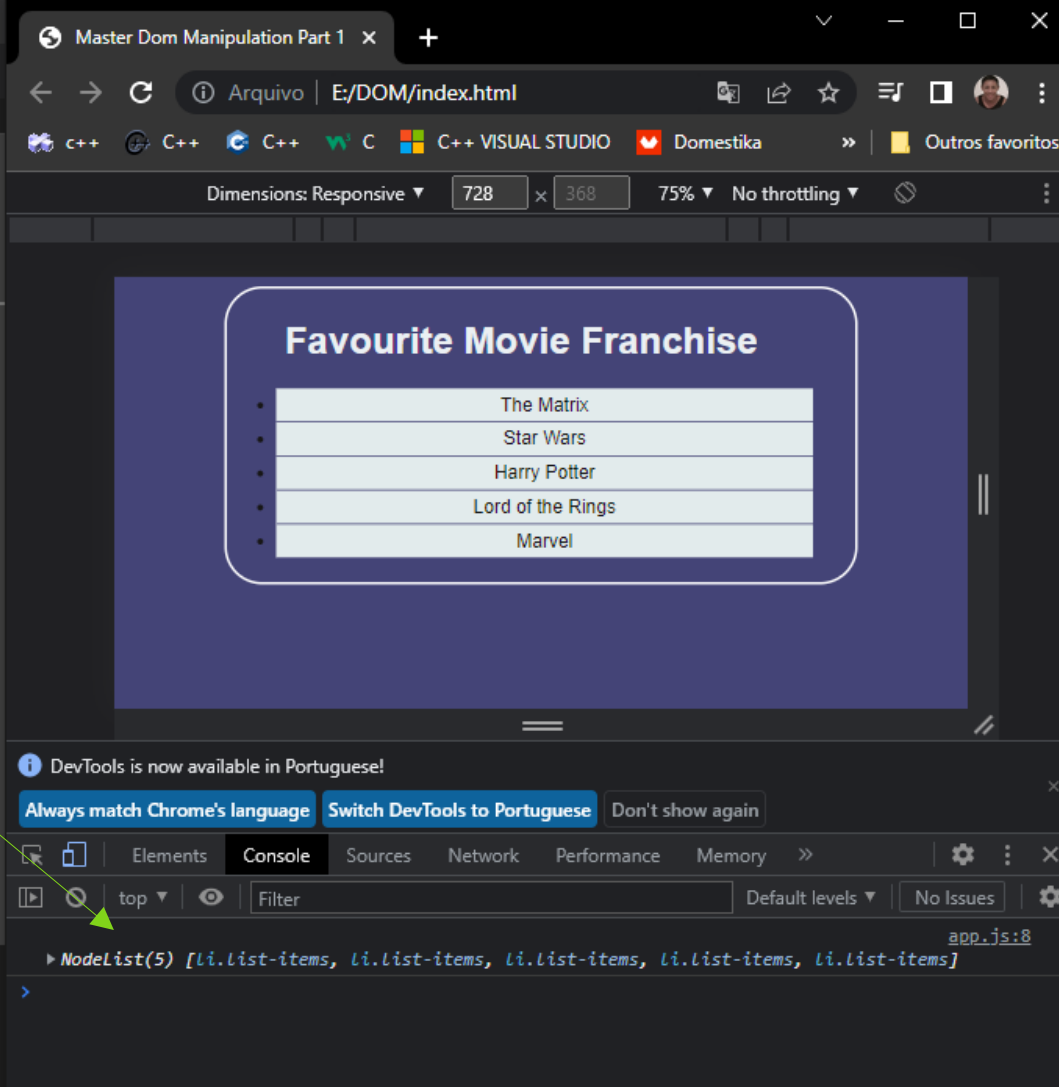 Master Dom Manipulation Part 1
Arquivo E:/DOM/index.html
c++ C++ C++ C C++ VISUAL STUDIO Domestika » Outros favoritos
Dimensions: Responsive ▼ 728 × 368 75% ▼ No throttling ▼
Favourite Movie Franchise
• The Matrix
• Star Wars
• Harry Potter
• Lord of the Rings
• Marvel
DevTools is now available in Portuguese!
Always match Chrome's language Switch DevTools to Portuguese Don't show again
Elements Console Sources Network Performance Memory »
top ▼ Filter Default levels ▼ No Issues
app.js:8
NodeList(5) [li.list-items, li.list-items, li.list-items, li.list-items, li.list-items]